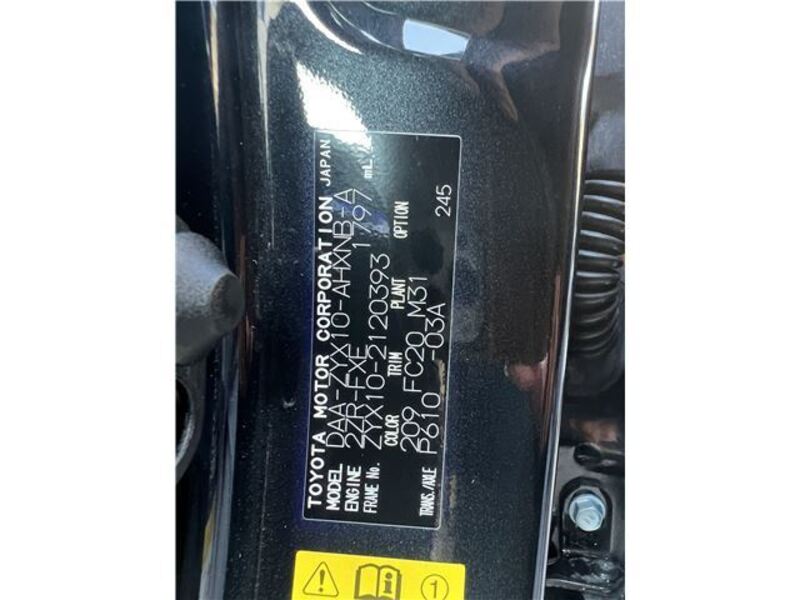 TOYOTA MOTOR CORPORATION JAPAN
MODEL DAA-ZYX10-AHXNB-A
ENGINE 2ZR-FXE 1797 mL
FRAME No. ZYX10-2120393
COLOR TRIM PLANT OPTION
209 FC20 M31 245
TRANS./AXLE P610 -03A
1